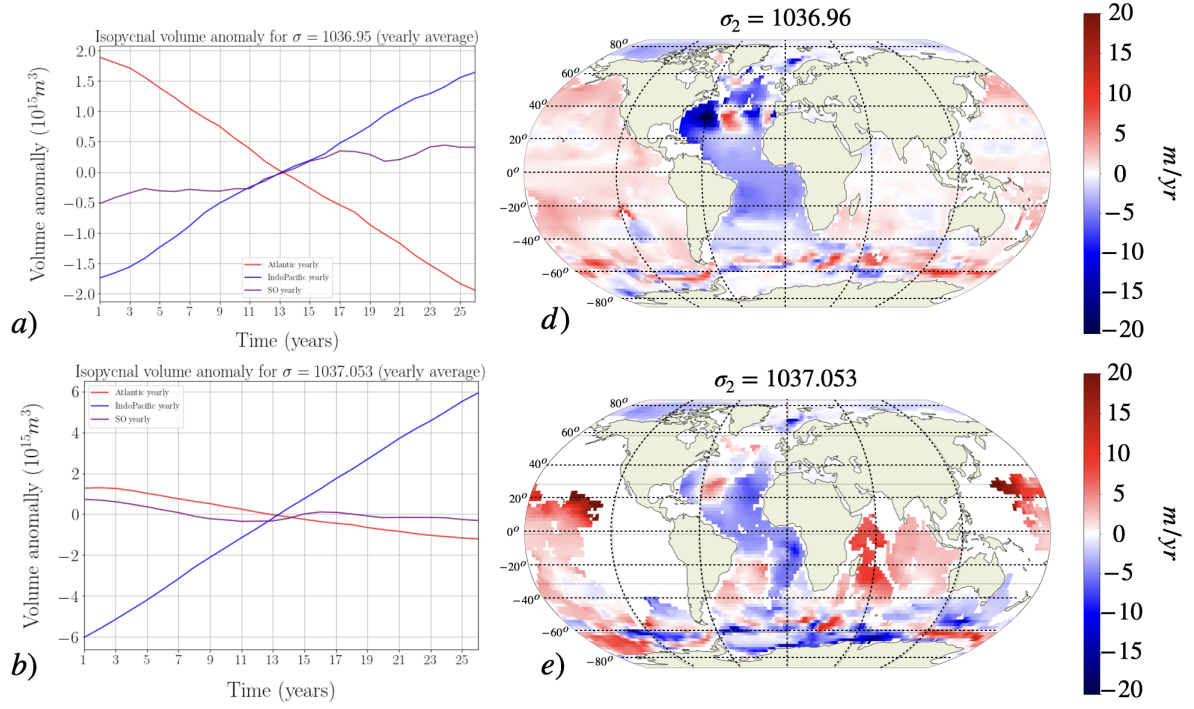 Isopycnal volume anomaly for σ = 1036.95 (yearly average)
Volume anomally (10^15 m^3)
2.0
1.5
1.0
0.5
0.0
−0.5
−1.0
−1.5
−2.0
Atlantic yearly
IndoPacific yearly
SO yearly
1 3 5 7 9 11 13 15 17 19 21 23 25
Time (years)
a)
σ2 = 1036.96
80°
60°
40°
20°
0°
−20°
−40°
−60°
−80°
d)
20
15
10
5
0
−5
−10
−15
−20
m/yr
Isopycnal volume anomaly for σ = 1037.053 (yearly average)
Volume anomally (10^15 m^3)
6
4
2
0
−2
−4
−6
Atlantic yearly
IndoPacific yearly
SO yearly
1 3 5 7 9 11 13 15 17 19 21 23 25
Time (years)
b)
σ2 = 1037.053
80°
60°
40°
20°
0°
−20°
−40°
−60°
−80°
e)
20
15
10
5
0
−5
−10
−15
−20
m/yr